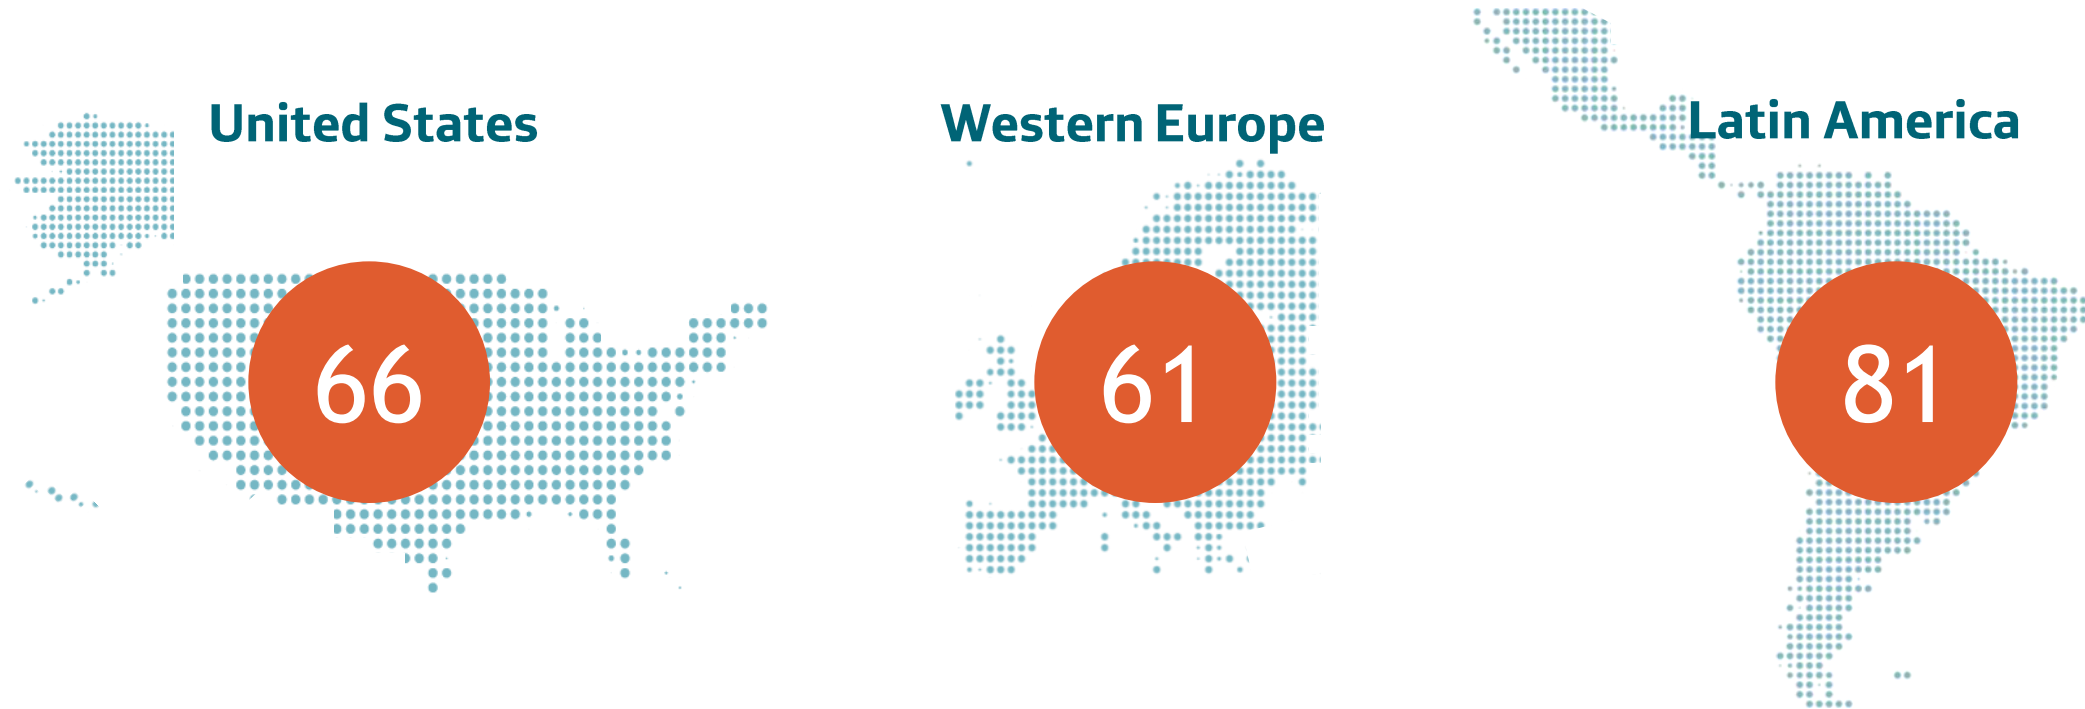 United States
66
Western Europe
61
Latin America
81